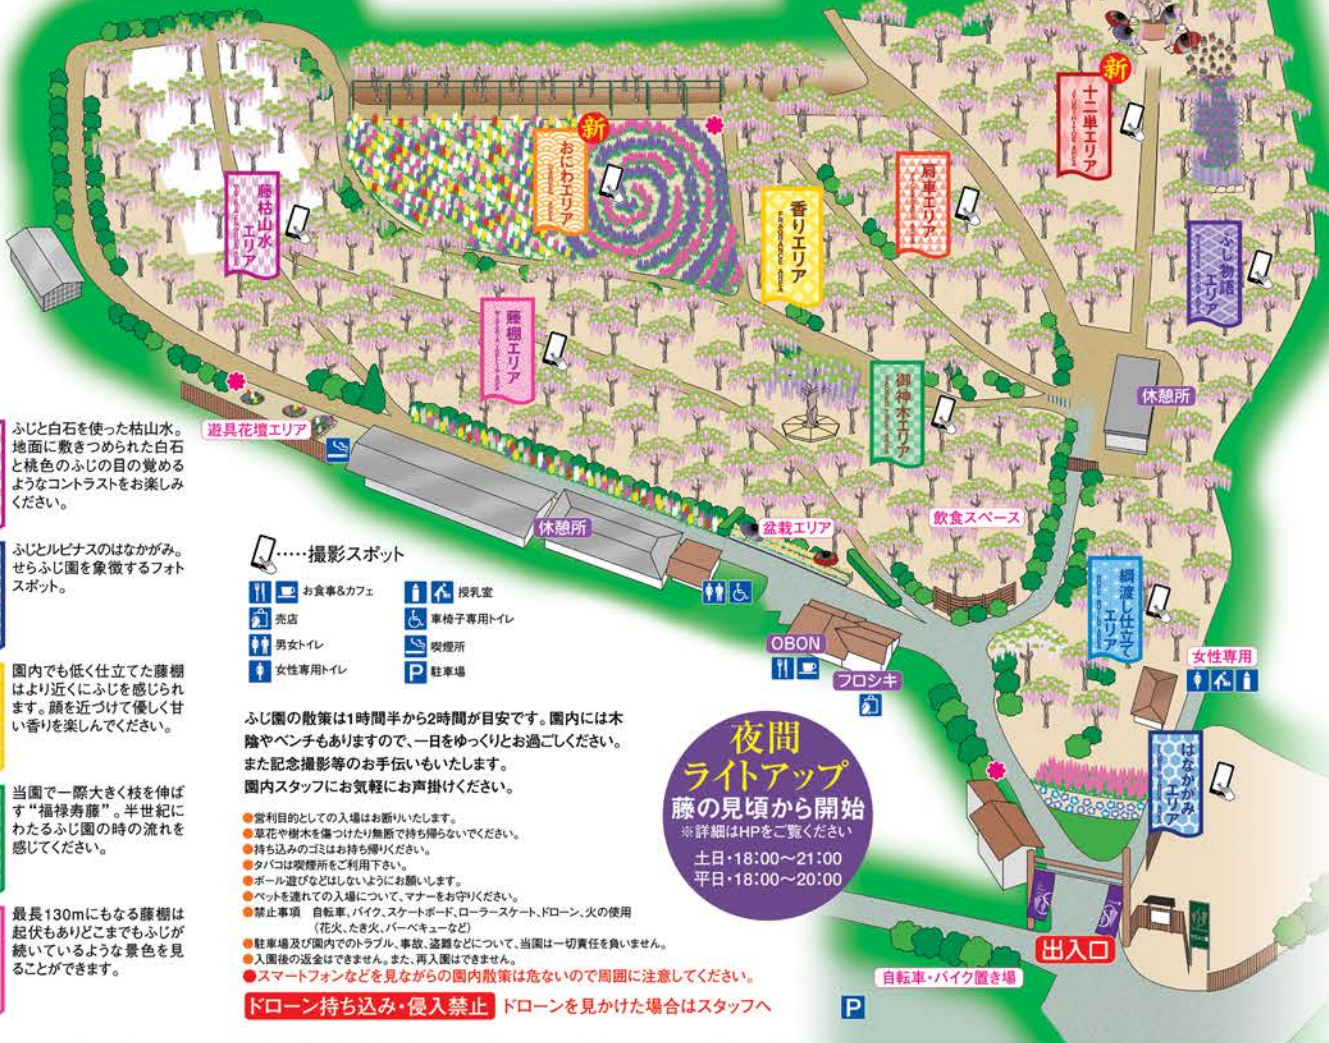 新
十二単エリア
新
おにわエリア
肩車エリア
香りエリア
FRAGRANCE AREA
藤枯山水
エリア
ふじ物語
エリア
藤棚エリア
御神木エリア
休憩所
遊具花壇エリア
休憩所
盆栽エリア
飲食スペース
綱渡し仕立て
エリア
OBON
フロシキ
女性専用
はなかがみ
エリア
出入口
自転車・バイク置き場
P
ふじと白石を使った枯山水。
地面に敷きつめられた白石
と桃色のふじの目の覚める
ようなコントラストをお楽しみ
ください。
ふじとルピナスのはなかがみ。
せらふじ園を象徴するフォト
スポット。
園内でも低く仕立てた藤棚
はより近くにふじを感じられ
ます。顔を近づけて優しく甘
い香りを楽しんでください。
当園で一際大きく枝を伸ば
す“福禄寿藤”。半世紀に
わたるふじ園の時の流れを
感じてください。
最長130mにもなる藤棚は
起伏もありどこまでもふじが
続いているような景色を見
ることができます。
……撮影スポット
お食事&カフェ
売店
男女トイレ
女性専用トイレ
授乳室
車椅子専用トイレ
喫煙所
P 駐車場
ふじ園の散策は1時間半から2時間が目安です。園内には木
陰やベンチもありますので、一日をゆっくりとお過ごしください。
また記念撮影等のお手伝いもいたします。
園内スタッフにお気軽にお声掛けください。
●営利目的としての入場はお断りいたします。
●草花や樹木を傷つけたり無断で持ち帰らないでください。
●持ち込みのゴミはお持ち帰りください。
●タバコは喫煙所をご利用下さい。
●ボール遊びなどはしないようにお願いします。
●ペットを連れての入場について、マナーをお守りください。
●禁止事項 自転車、バイク、スケートボード、ローラースケート、ドローン、火の使用
(花火、たき火、バーベキューなど)
●駐車場及び園内でのトラブル、事故、盗難などについて、当園は一切責任を負いません。
●入園後の返金はできません。また、再入園はできません。
●スマートフォンなどを見ながらの園内散策は危ないので周囲に注意してください。
ドローン持ち込み・侵入禁止 ドローンを見かけた場合はスタッフへ
夜間
ライトアップ
藤の見頃から開始
※詳細はHPをご覧ください
土日・18:00〜21:00
平日・18:00〜20:00